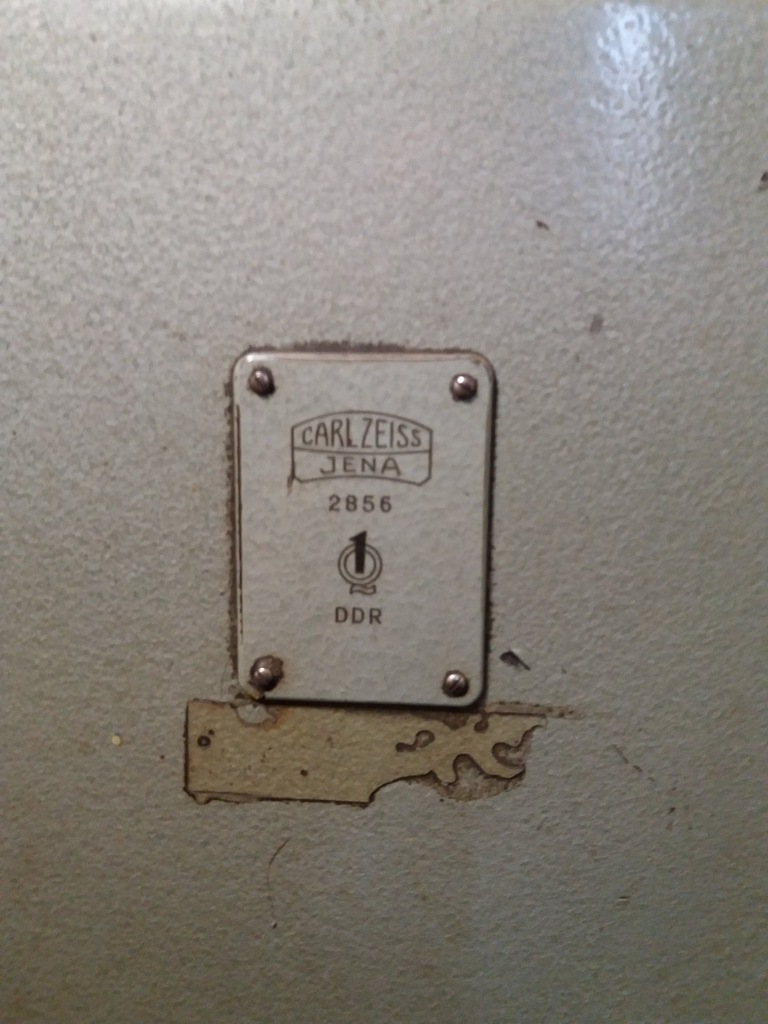 CARL ZEISS
JENA
2856
1
DDR